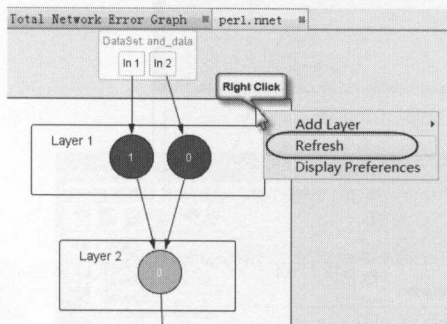 Total Network Error Graph perl.nnet
DataSet. and_data
In 1 In 2
Right Click
Add Layer
Refresh
Display Preferences
Layer 1
1 0
Layer 2
0